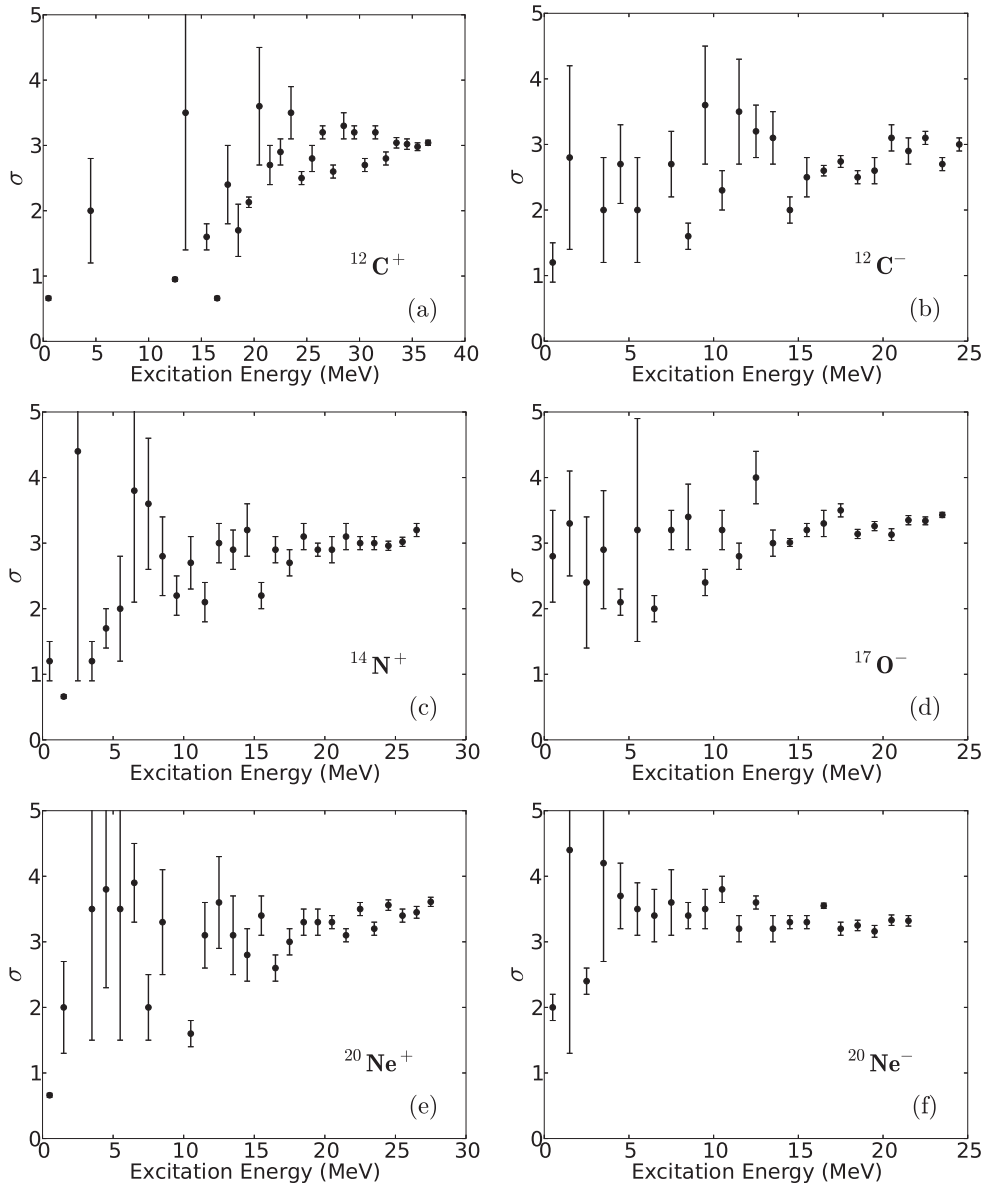 5
4
3
2
1
0
σ
¹²C⁺
(a)
0 5 10 15 20 25 30 35 40
Excitation Energy (MeV)
5
4
3
2
1
0
σ
¹²C⁻
(b)
0 5 10 15 20 25
Excitation Energy (MeV)
5
4
3
2
1
0
σ
¹⁴N⁺
(c)
0 5 10 15 20 25 30
Excitation Energy (MeV)
5
4
3
2
1
0
σ
¹⁷O⁻
(d)
0 5 10 15 20 25
Excitation Energy (MeV)
5
4
3
2
1
0
σ
²⁰Ne⁺
(e)
0 5 10 15 20 25 30
Excitation Energy (MeV)
5
4
3
2
1
0
σ
²⁰Ne⁻
(f)
0 5 10 15 20 25
Excitation Energy (MeV)